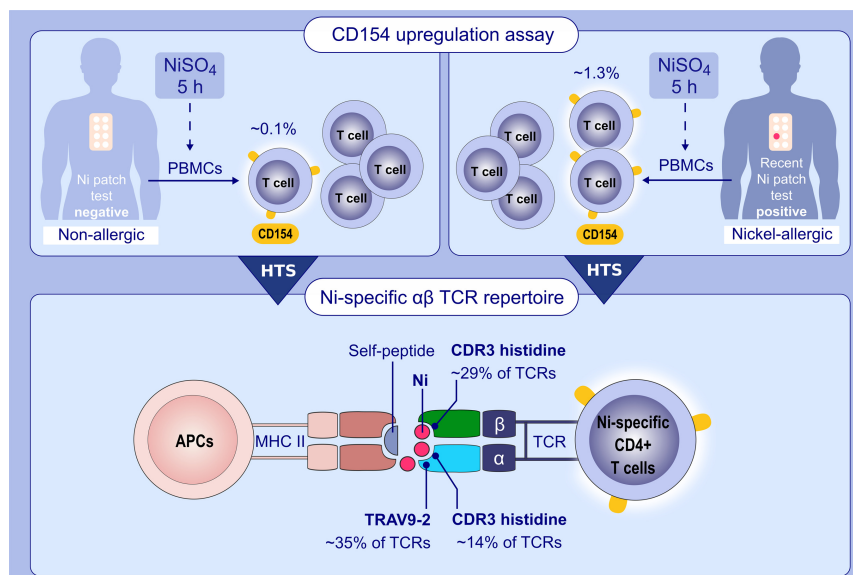 CD154 upregulation assay
NiSO4
5 h
~0.1%
T cell
T cell
T cell
T cell
PBMCs
Ni patch
test
negative
Non-allergic
CD154
NiSO4
5 h
~1.3%
T cell
T cell
T cell
T cell
T cell
PBMCs
Recent
Ni patch
test
positive
CD154
Nickel-allergic
HTS
HTS
Ni-specific αβ TCR repertoire
Self-peptide
CDR3 histidine
~29% of TCRs
Ni
APCs
MHC II
β
α
TCR
Ni-specific
CD4+
T cells
TRAV9-2
~35% of TCRs
CDR3 histidine
~14% of TCRs